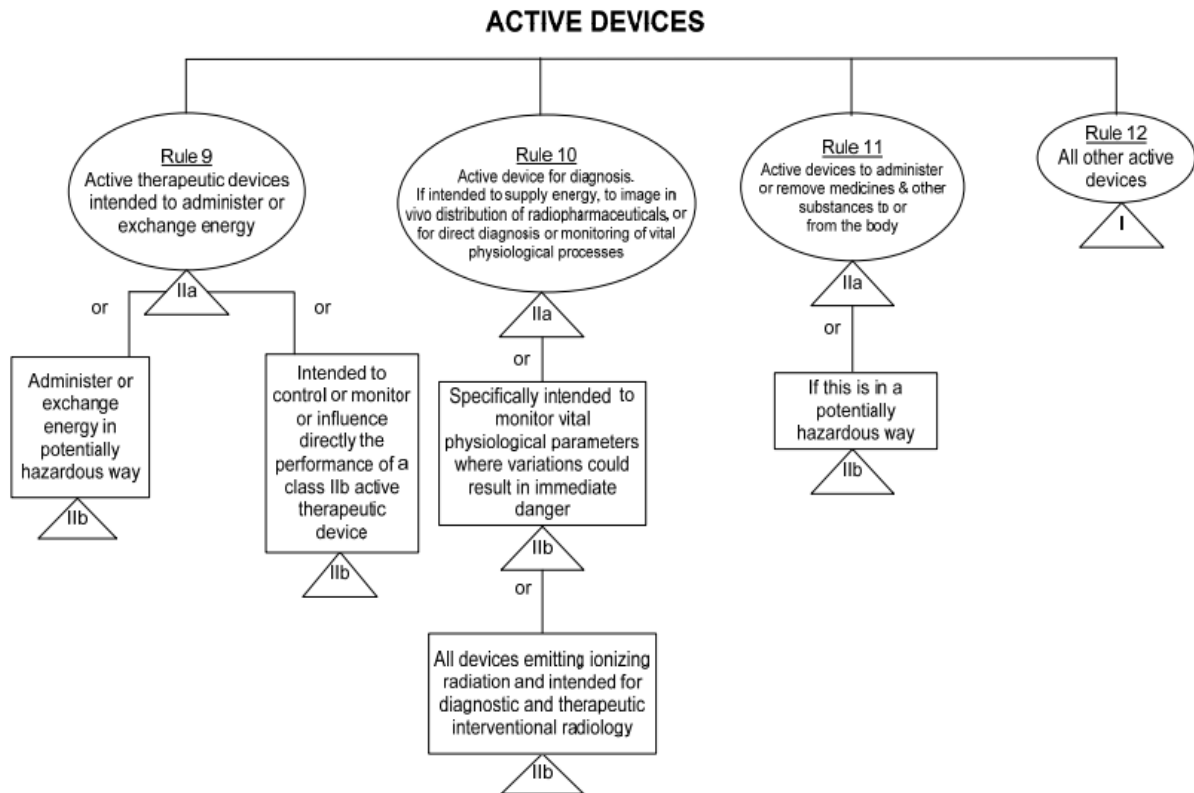 ACTIVE DEVICES
Rule 9
Active therapeutic devices
intended to administer or
exchange energy
IIa
or
or
Administer or
exchange
energy in
potentially
hazardous way
IIb
Intended to
control or monitor
or influence
directly the
performance of a
class IIb active
therapeutic
device
IIb
Rule 10
Active device for diagnosis.
If intended to supply energy, to image in
vivo distribution of radiopharmaceuticals, or
for direct diagnosis or monitoring of vital
physiological processes
IIa
or
Specifically intended to
monitor vital
physiological parameters
where variations could
result in immediate
danger
IIb
or
All devices emitting ionizing
radiation and intended for
diagnostic and therapeutic
interventional radiology
IIb
Rule 11
Active devices to administer
or remove medicines & other
substances to or
from the body
IIa
or
If this is in a
potentially
hazardous way
IIb
Rule 12
All other active
devices
I